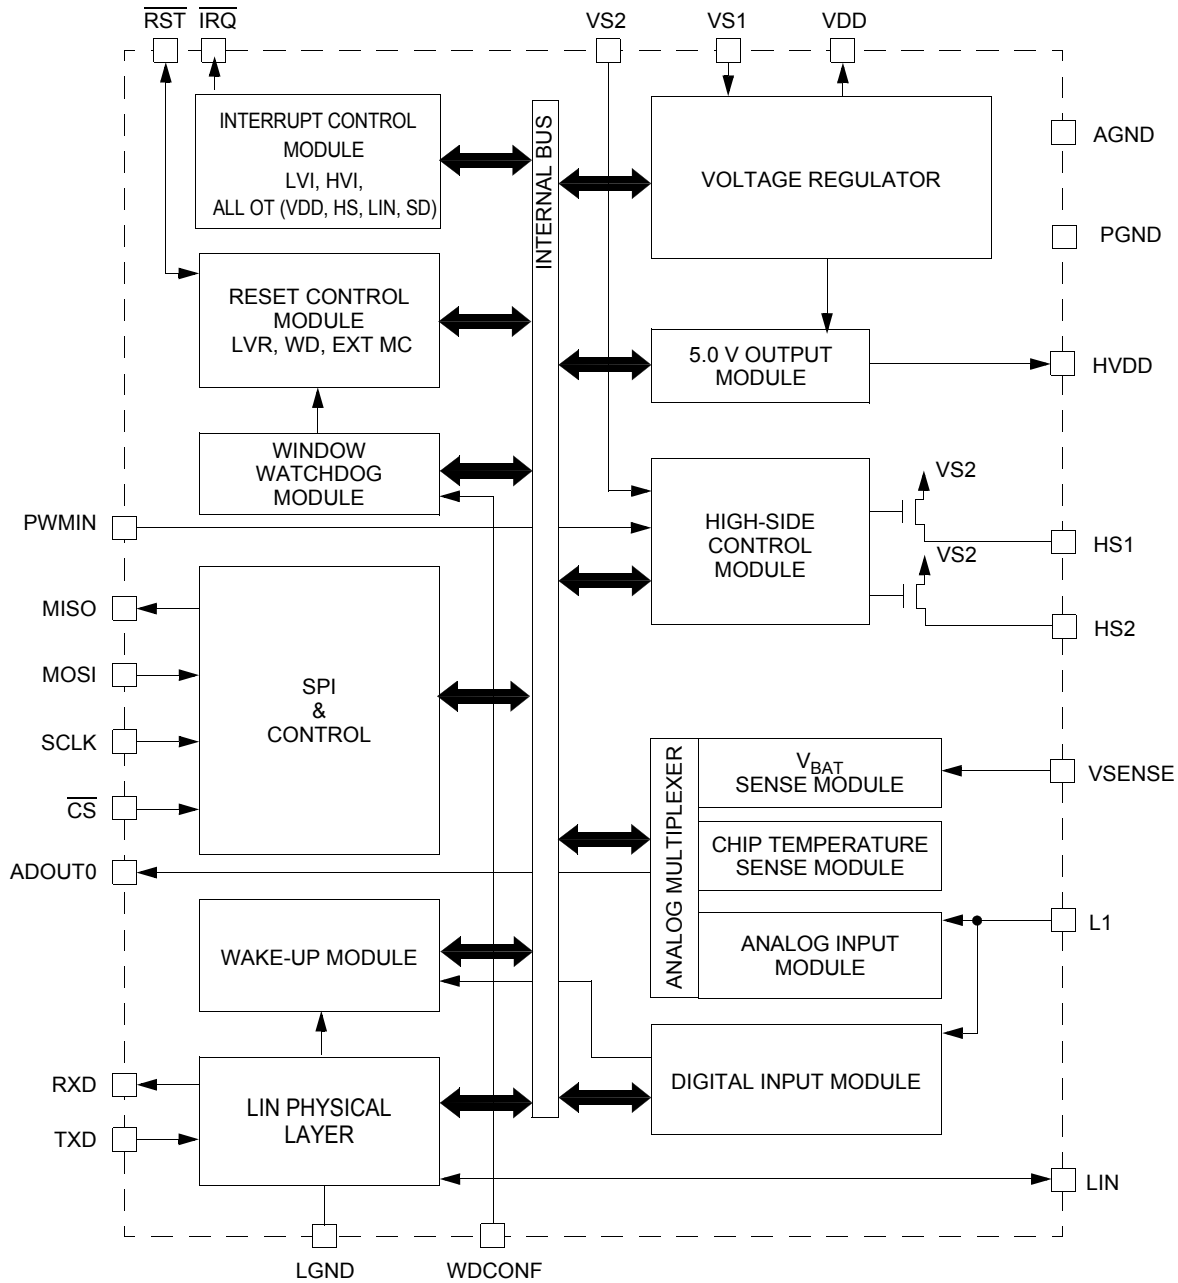 RST IRQ VS2 VS1 VDD
INTERRUPT CONTROL
MODULE
LVI, HVI,
ALL OT (VDD, HS, LIN, SD)
INTERNAL BUS
VOLTAGE REGULATOR
AGND
PGND
RESET CONTROL
MODULE
LVR, WD, EXT MC
5.0 V OUTPUT
MODULE
HVDD
WINDOW
WATCHDOG
MODULE
PWMIN
HIGH-SIDE
CONTROL
MODULE
VS2
HS1
VS2
HS2
MISO
MOSI
SCLK
CS
SPI
&
CONTROL
ADOUT0
ANALOG MULTIPLEXER
VBAT
SENSE MODULE
VSENSE
CHIP TEMPERATURE
SENSE MODULE
ANALOG INPUT
MODULE
L1
WAKE-UP MODULE
DIGITAL INPUT MODULE
RXD
TXD
LIN PHYSICAL
LAYER
LIN
LGND WDCONF